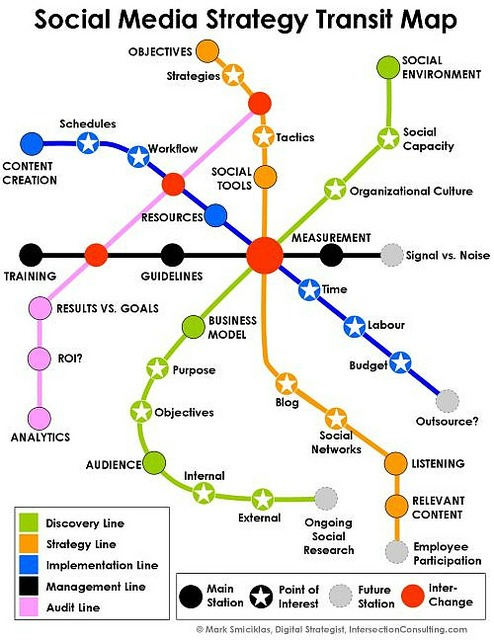 Social Media Strategy Transit Map
OBJECTIVES
Strategies
SOCIAL
ENVIRONMENT
Schedules
Workflow
Tactics
Social
Capacity
CONTENT
CREATION
SOCIAL
TOOLS
Organizational Culture
RESOURCES
MEASUREMENT
Signal vs. Noise
TRAINING
GUIDELINES
Time
RESULTS VS. GOALS
BUSINESS
MODEL
Labour
ROI?
Purpose
Budget
Objectives
Blog
Outsource?
ANALYTICS
Social
Networks
AUDIENCE
Internal
LISTENING
External
RELEVANT
CONTENT
Ongoing
Social
Research
Employee
Participation
Discovery Line
Strategy Line
Implementation Line
Management Line
Audit Line
Main
Station
Point of
Interest
Future
Station
Inter-
Change
© Mark Smiciklas, Digital Strategist, IntersectionConsulting.com